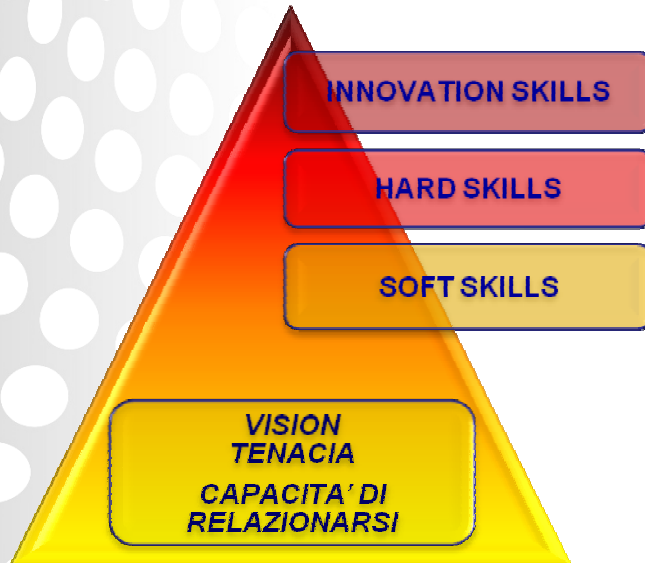 INNOVATION SKILLS
HARD SKILLS
SOFT SKILLS
VISION
TENACIA
CAPACITA' DI
RELAZIONARSI